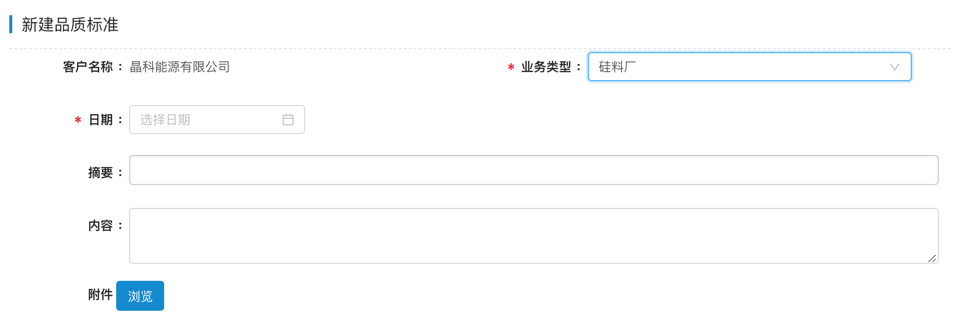 新建品质标准
客户名称： 晶科能源有限公司
* 业务类型： 硅料厂
* 日期： 选择日期
摘要：
内容：
附件 浏览